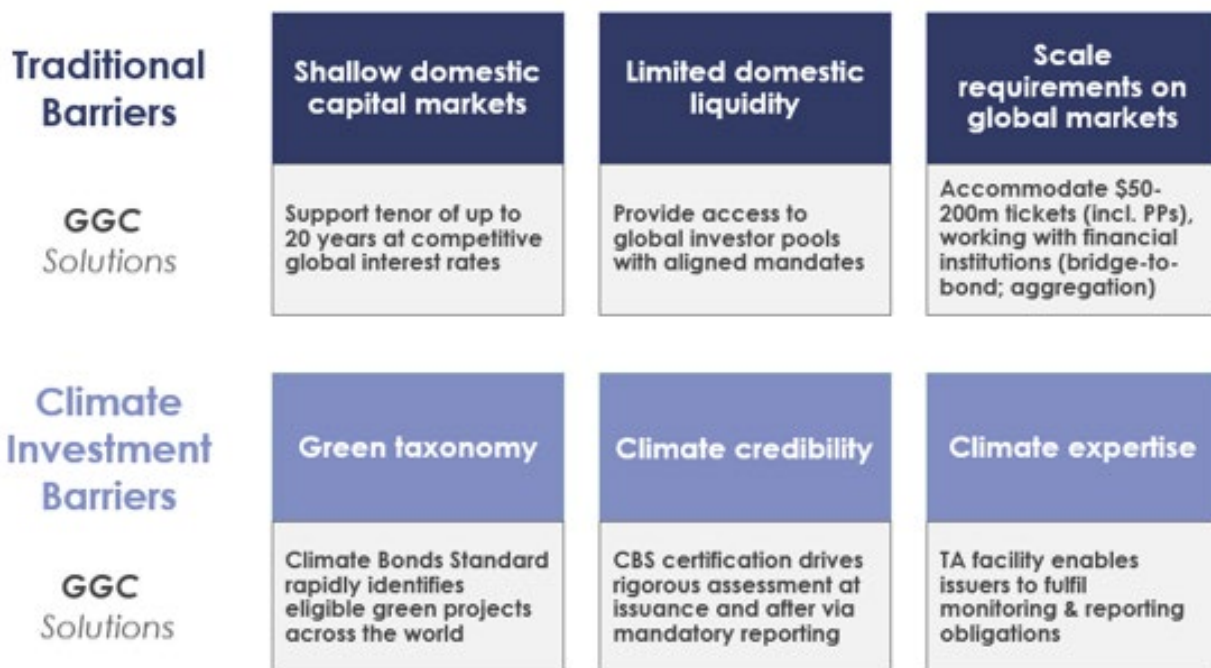 Traditional
Barriers
Shallow domestic
capital markets
Limited domestic
liquidity
Scale
requirements on
global markets
GGC
Solutions
Support tenor of up to
20 years at competitive
global interest rates
Provide access to
global investor pools
with aligned mandates
Accommodate $50-
200m tickets (incl. PPs),
working with financial
institutions (bridge-to-
bond; aggregation)
Climate
Investment
Barriers
Green taxonomy
Climate credibility
Climate expertise
GGC
Solutions
Climate Bonds Standard
rapidly identifies
eligible green projects
across the world
CBS certification drives
rigorous assessment at
issuance and after via
mandatory reporting
TA facility enables
issuers to fulfil
monitoring & reporting
obligations